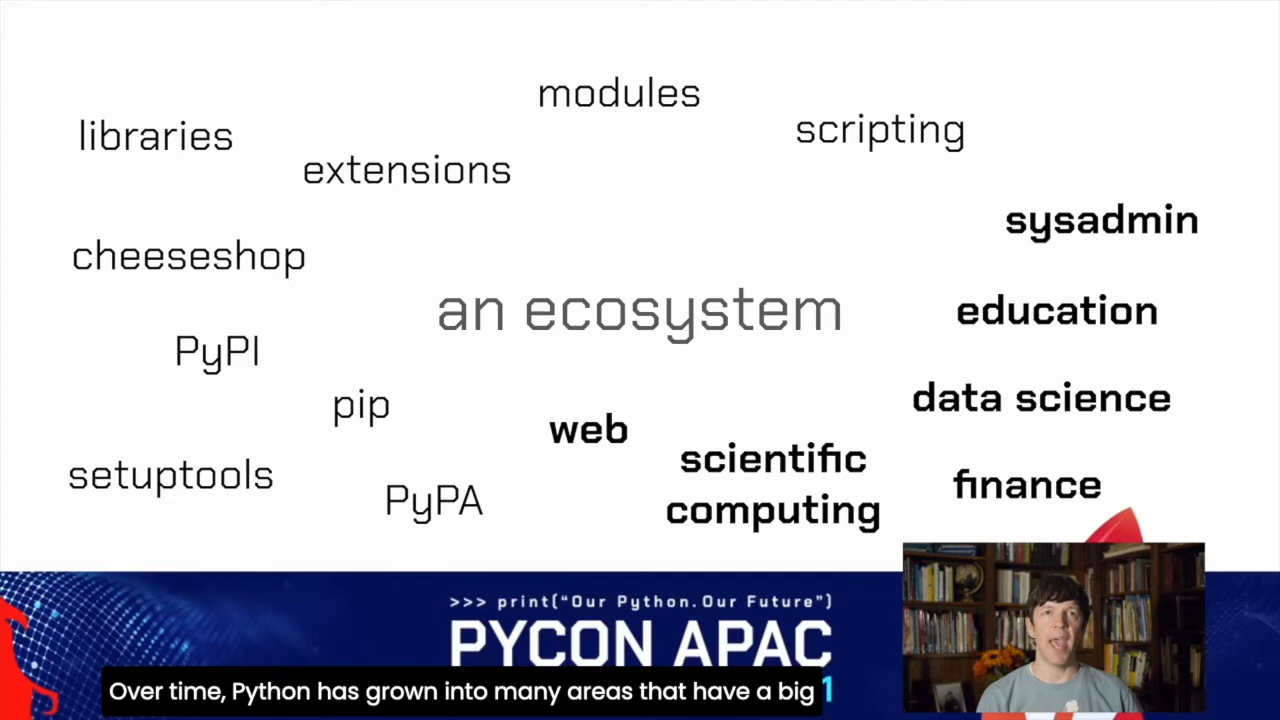 modules
libraries
scripting
extensions
sysadmin
cheeseshop
an ecosystem
education
PyPI
pip
data science
web
scientific
computing
setuptools
finance
PyPA
>>> print(“Our Python.Our Future”)
PYCON APAC
1
Over time, Python has grown into many areas that have a big